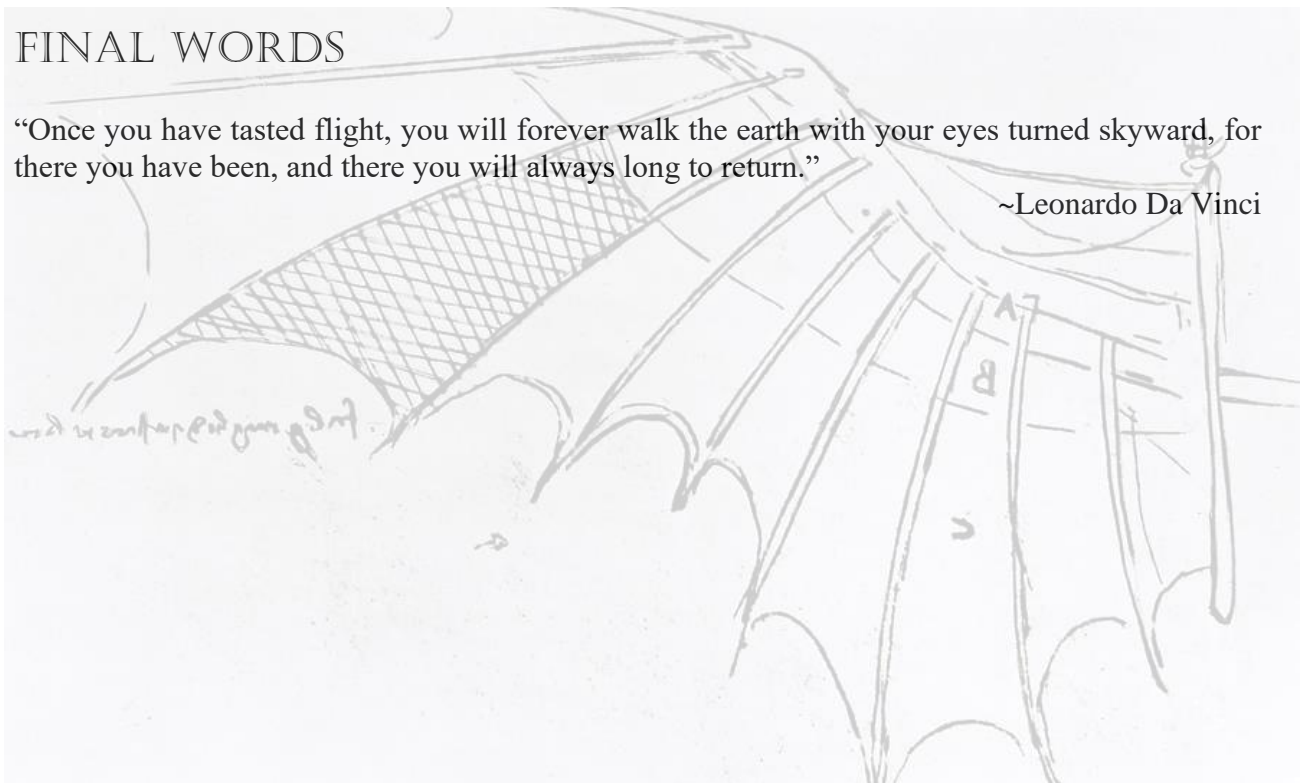 FINAL WORDS
“Once you have tasted flight, you will forever walk the earth with your eyes turned skyward, for
there you have been, and there you will always long to return.”
~Leonardo Da Vinci
A
B
C